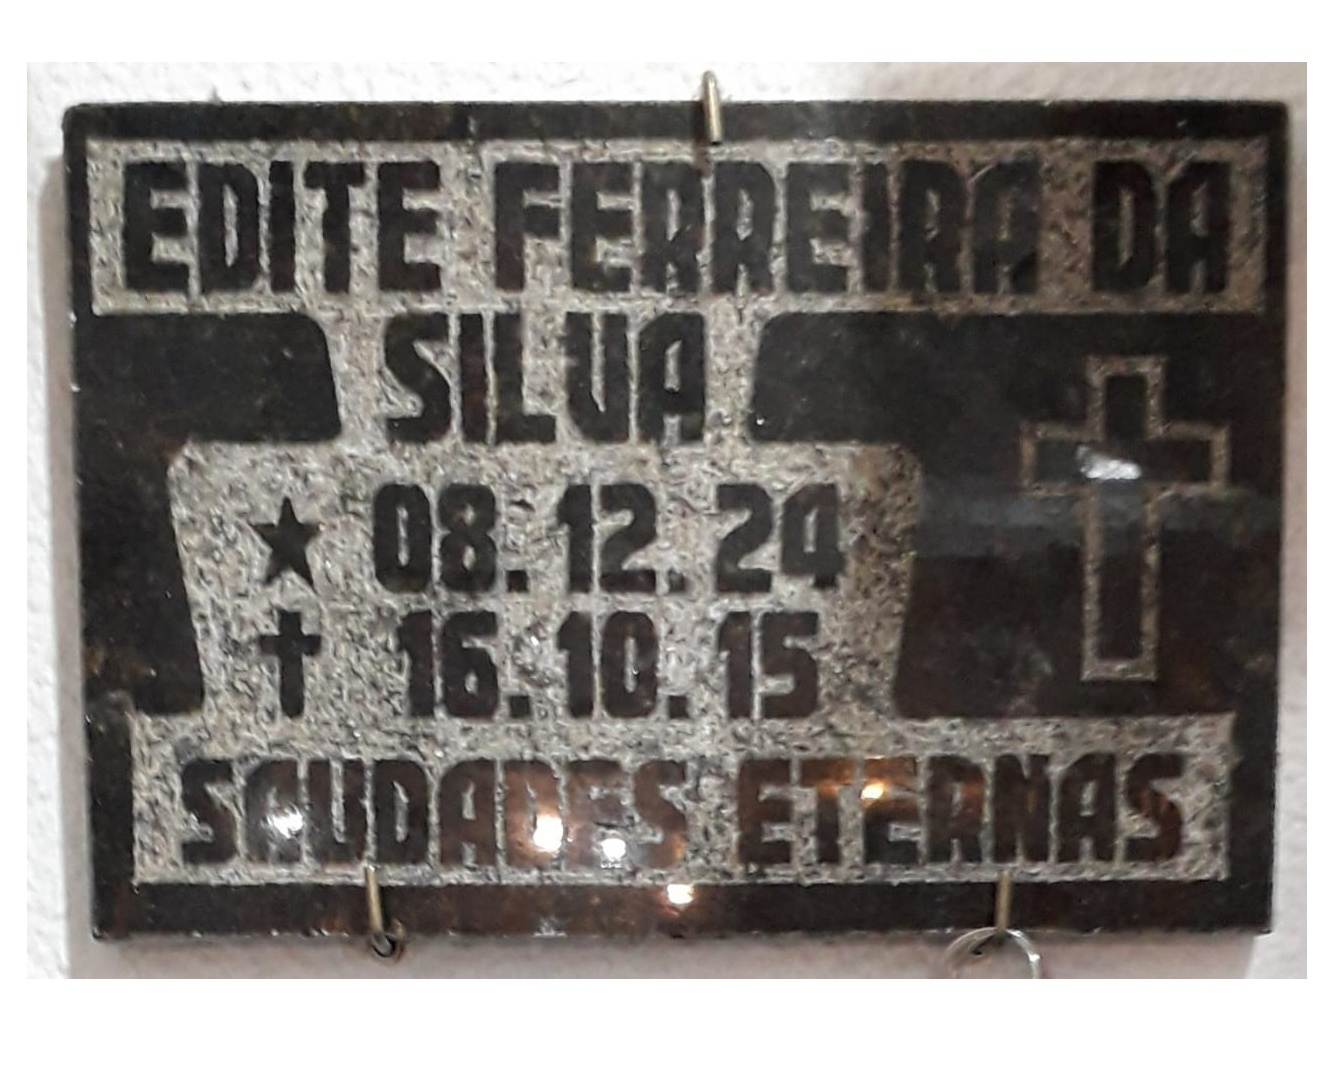 EDITE FERREIRA DA
SILVA
★ 08.12.24
✝ 16.10.15
SAUDADES ETERNAS